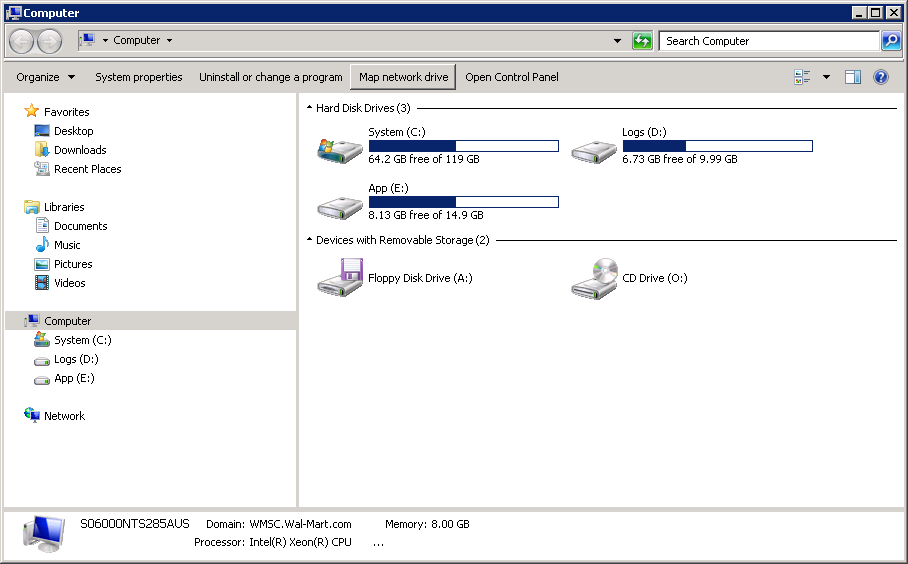 Computer
Computer
Search Computer
Organize System properties Uninstall or change a program Map network drive Open Control Panel
Favorites
Desktop
Downloads
Recent Places
Libraries
Documents
Music
Pictures
Videos
Computer
System (C:)
Logs (D:)
App (E:)
Network
Hard Disk Drives (3)
System (C:)
64.2 GB free of 119 GB
Logs (D:)
6.73 GB free of 9.99 GB
App (E:)
8.13 GB free of 14.9 GB
Devices with Removable Storage (2)
Floppy Disk Drive (A:)
CD Drive (O:)
S06000NTS285AUS Domain: WMSC.Wal-Mart.com Memory: 8.00 GB
Processor: Intel(R) Xeon(R) CPU ...